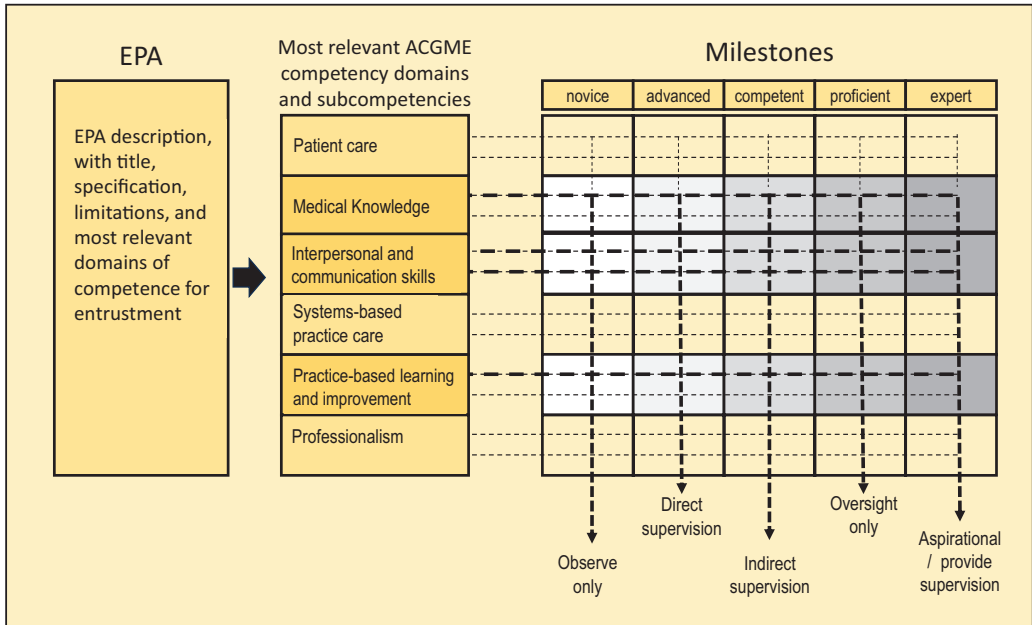 EPA
EPA description,
with title,
specification,
limitations, and
most relevant
domains of
competence for
entrustment
Most relevant ACGME
competency domains
and subcompetencies
Patient care
Medical Knowledge
Interpersonal and
communication skills
Systems-based
practice care
Practice-based learning
and improvement
Professionalism
Milestones
novice
advanced
competent
proficient
expert
Observe
only
Direct
supervision
Indirect
supervision
Oversight
only
Aspirational
/ provide
supervision